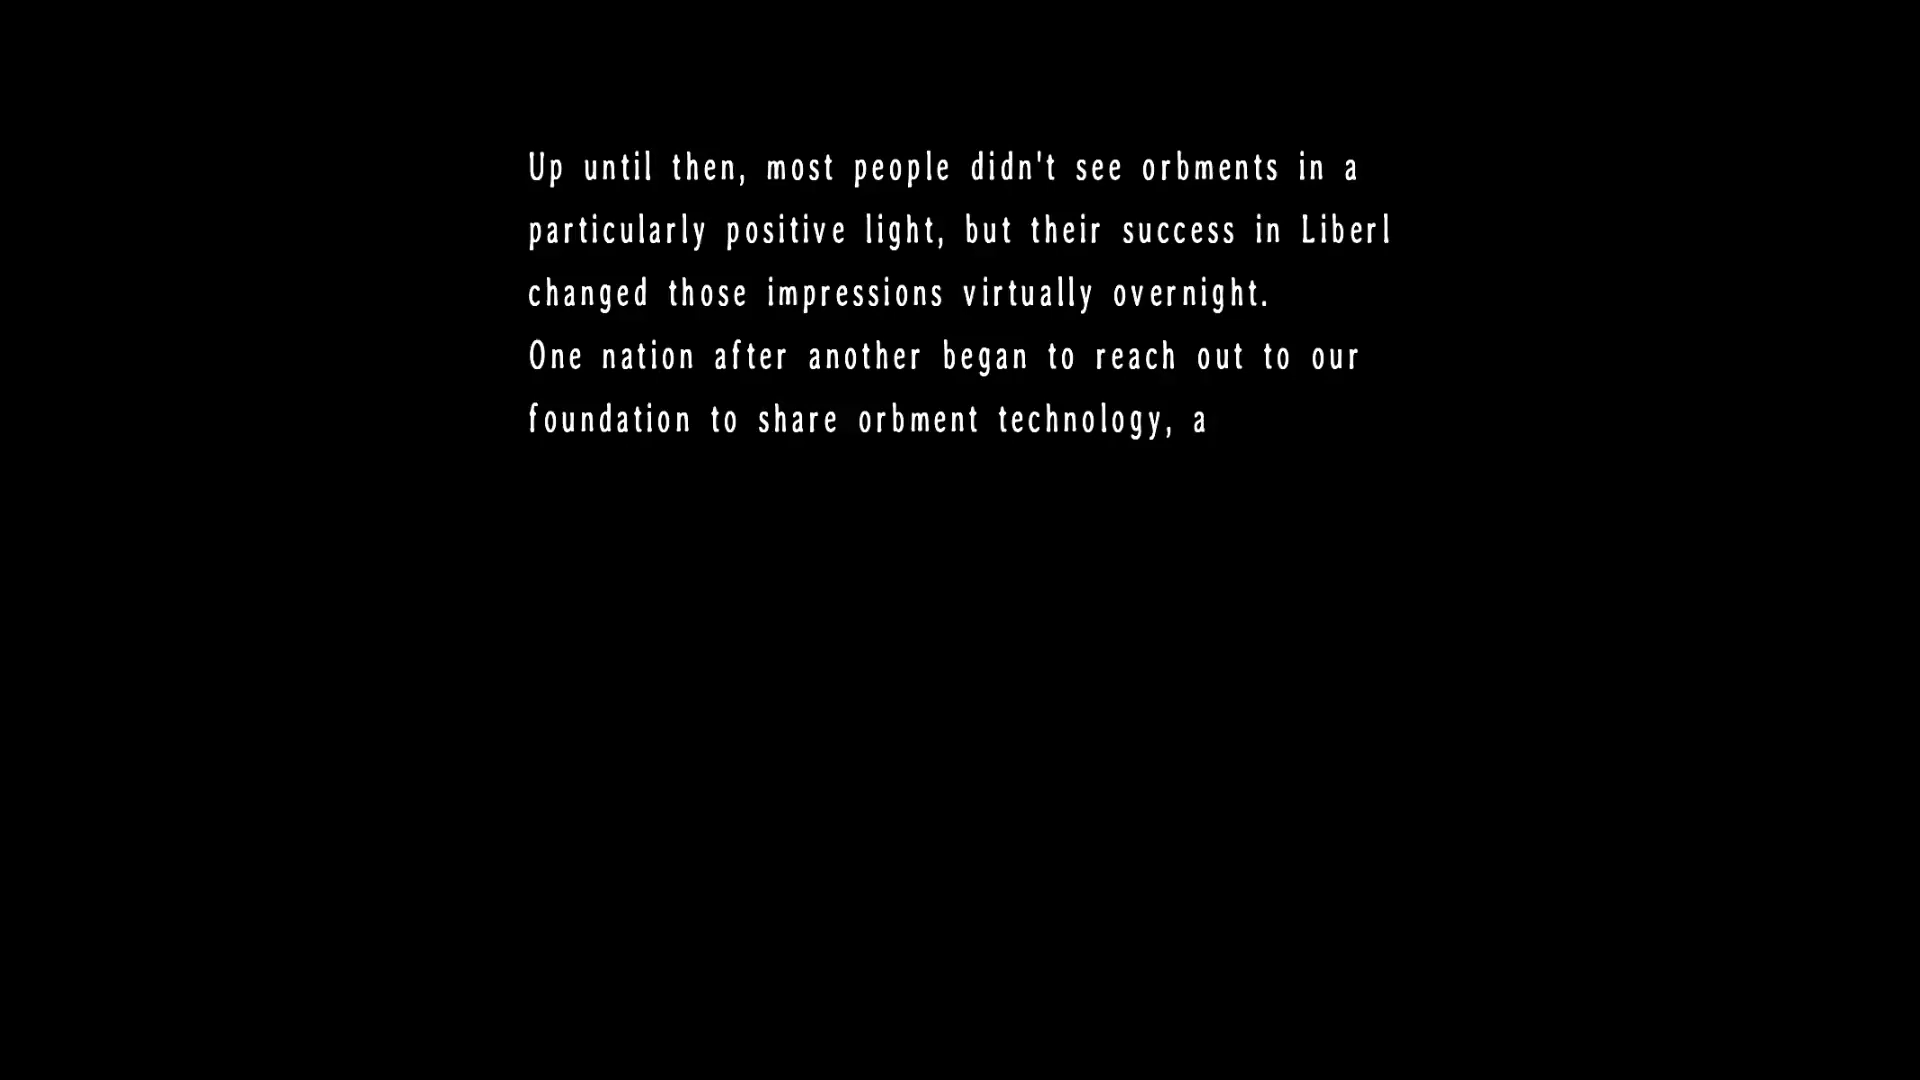 Up until then, most people didn't see orbments in a
particularly positive light, but their success in Liberl
changed those impressions virtually overnight.
One nation after another began to reach out to our
foundation to share orbment technology, a